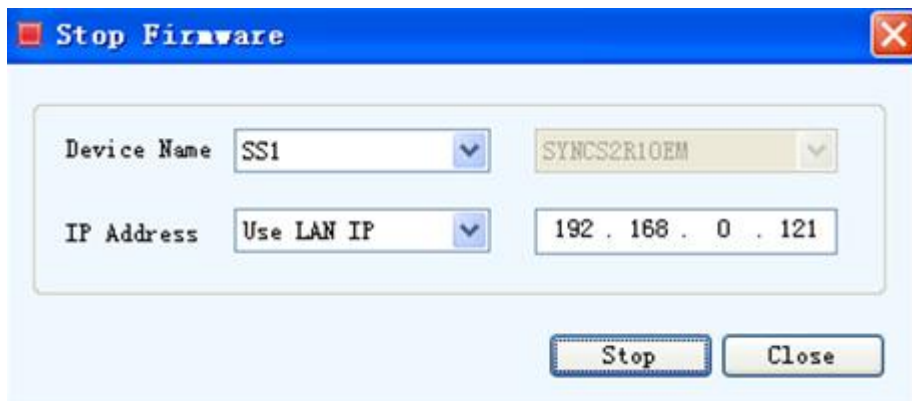 Stop Firmware
Device Name SS1 SYNCS2R1OEM
IP Address Use LAN IP 192 . 168 . 0 . 121
Stop Close